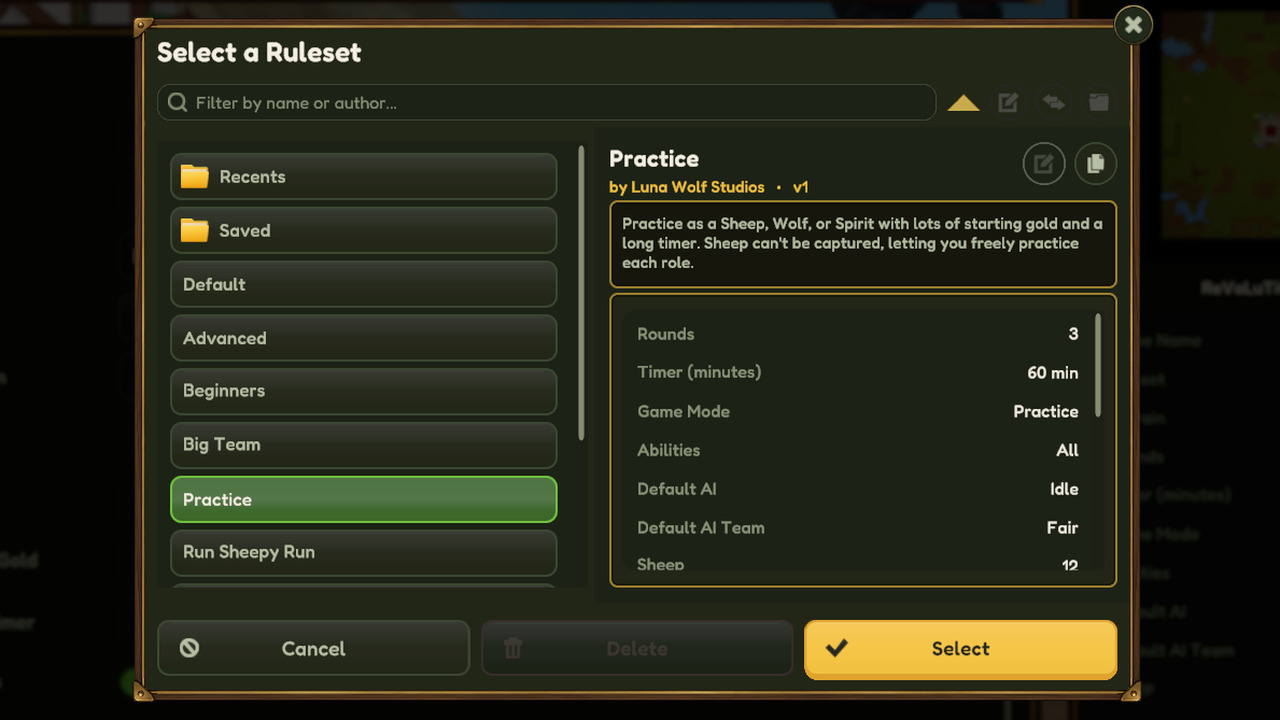 Select a Ruleset
Filter by name or author...
Recents
Saved
Default
Advanced
Beginners
Big Team
Practice
Run Sheepy Run
Practice
by Luna Wolf Studios · v1
Practice as a Sheep, Wolf, or Spirit with lots of starting gold and a
long timer. Sheep can't be captured, letting you freely practice
each role.
Rounds 3
Timer (minutes) 60 min
Game Mode Practice
Abilities All
Default AI Idle
Default AI Team Fair
Sheep 12
Cancel
Delete
Select